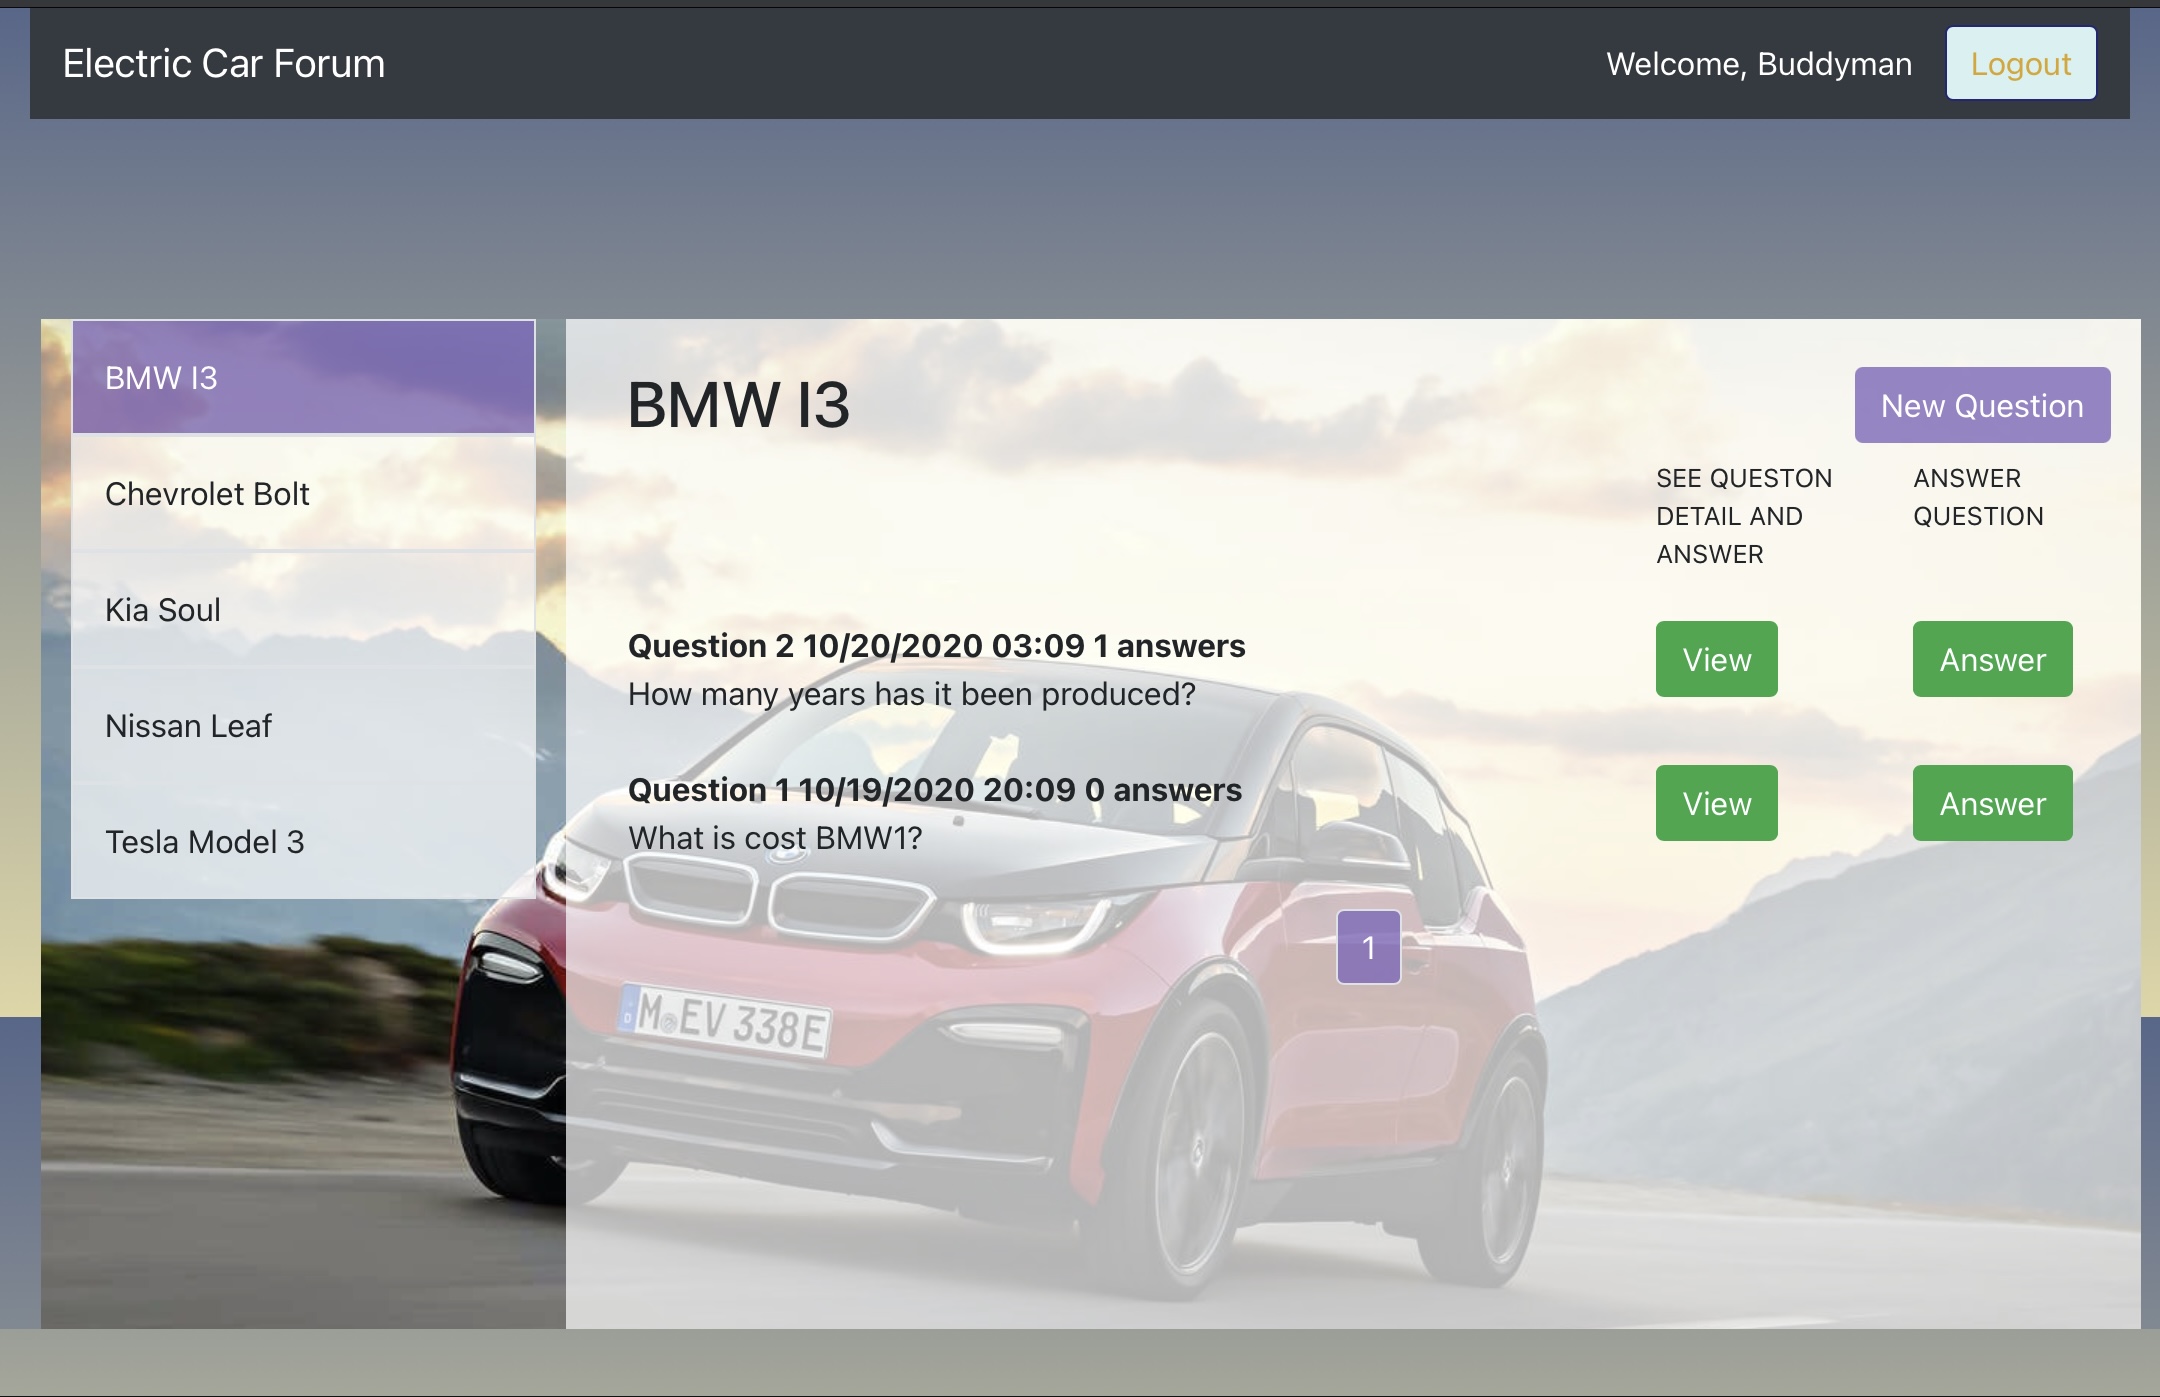 Electric Car Forum
Welcome, Buddyman
Logout
BMW I3
Chevrolet Bolt
Kia Soul
Nissan Leaf
Tesla Model 3
BMW I3
New Question
SEE QUESTON
DETAIL AND
ANSWER
ANSWER
QUESTION
Question 2 10/20/2020 03:09 1 answers
How many years has it been produced?
View
Answer
Question 1 10/19/2020 20:09 0 answers
What is cost BMW1?
View
Answer
1
M EV 338E